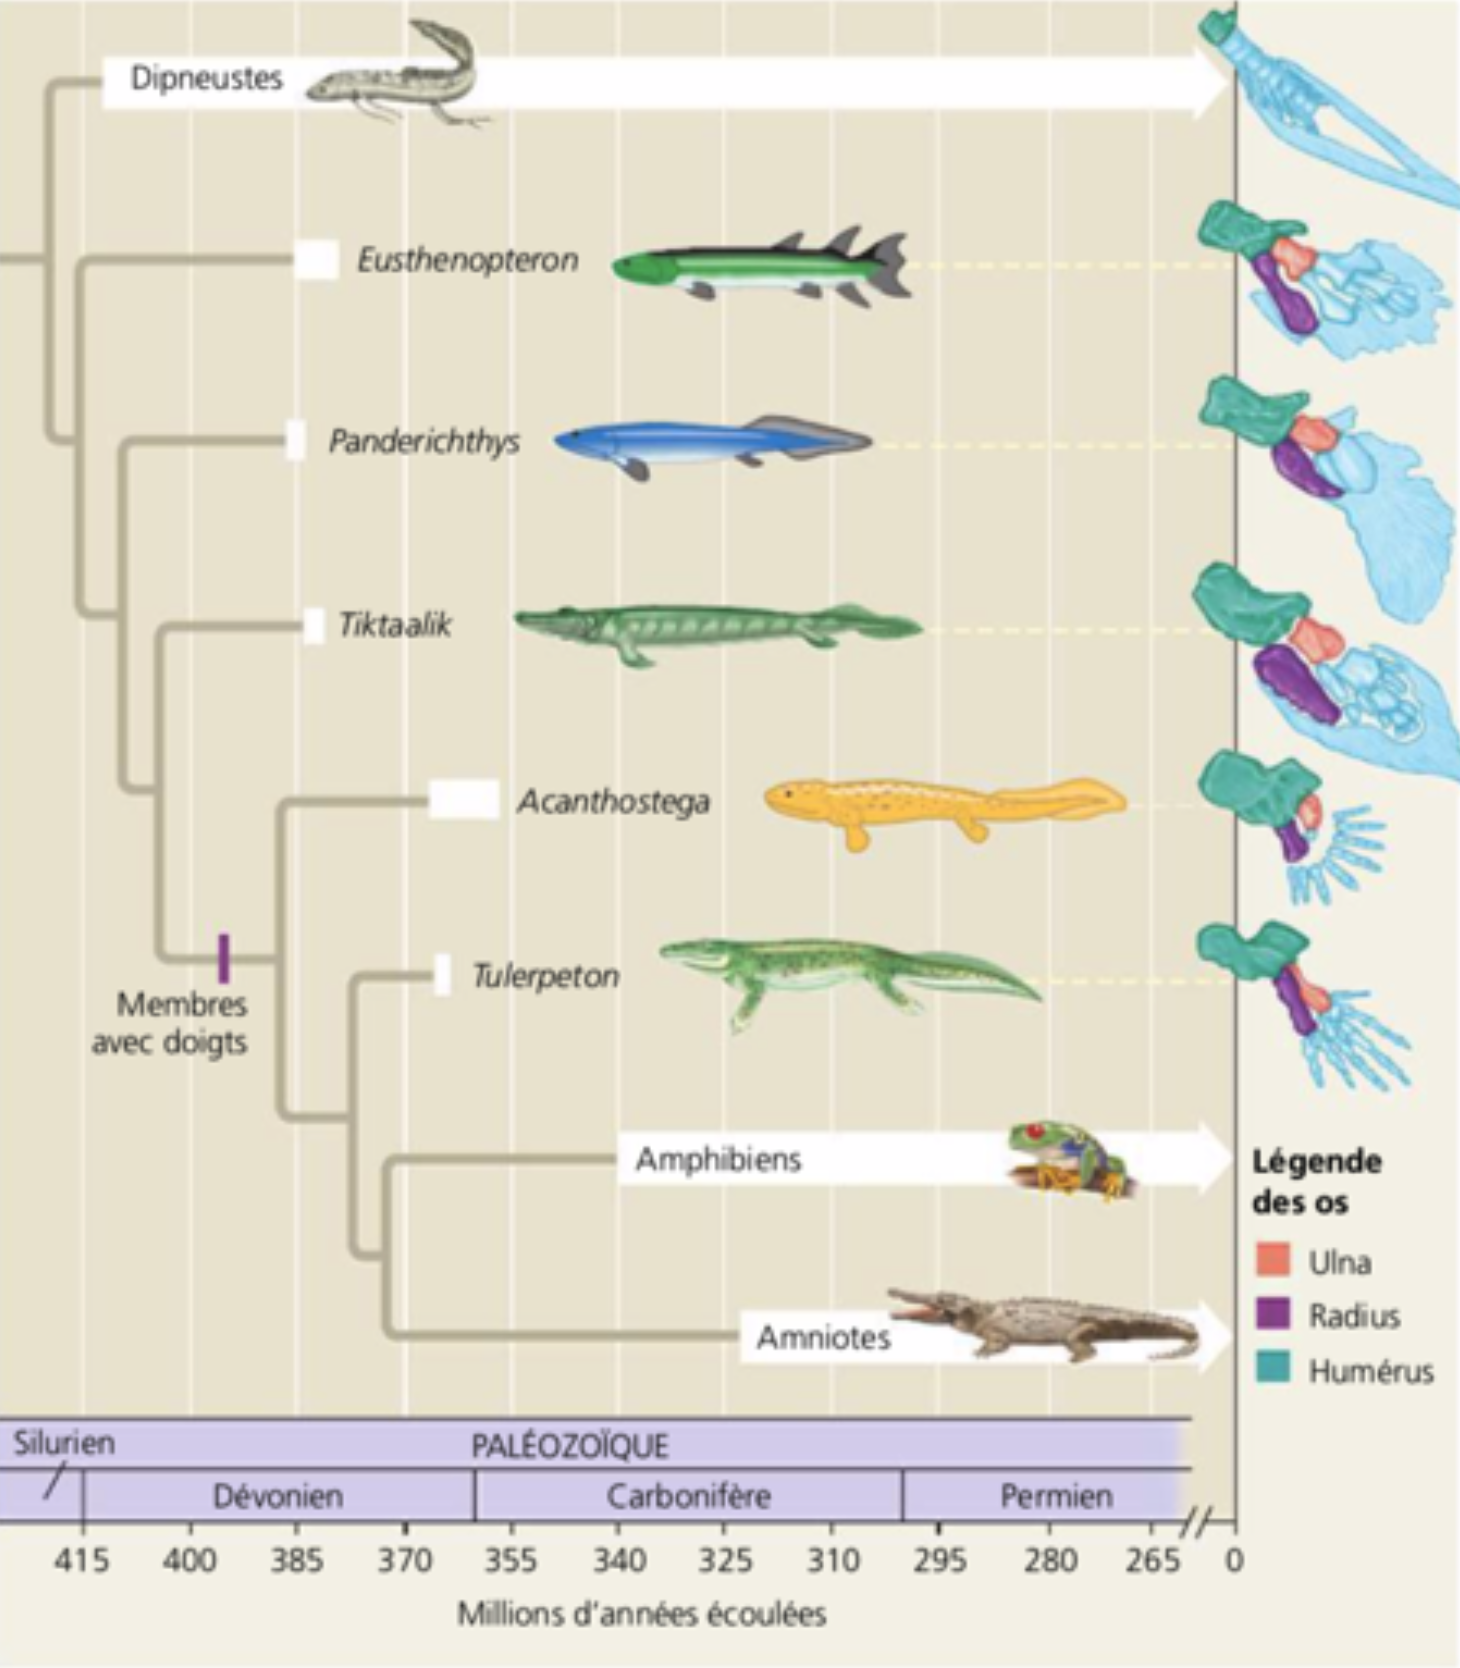 Dipneustes
Eusthenopteron
Panderichthys
Tiktaalik
Acanthostega
Tulerpeton
Membres
avec doigts
Amphibiens
Amniotes
Légende
des os
Ulna
Radius
Humérus
Silurien
PALÉOZOÏQUE
Dévonien Carbonifère Permien
415 400 385 370 355 340 325 310 295 280 265 0
Millions d'années écoulées